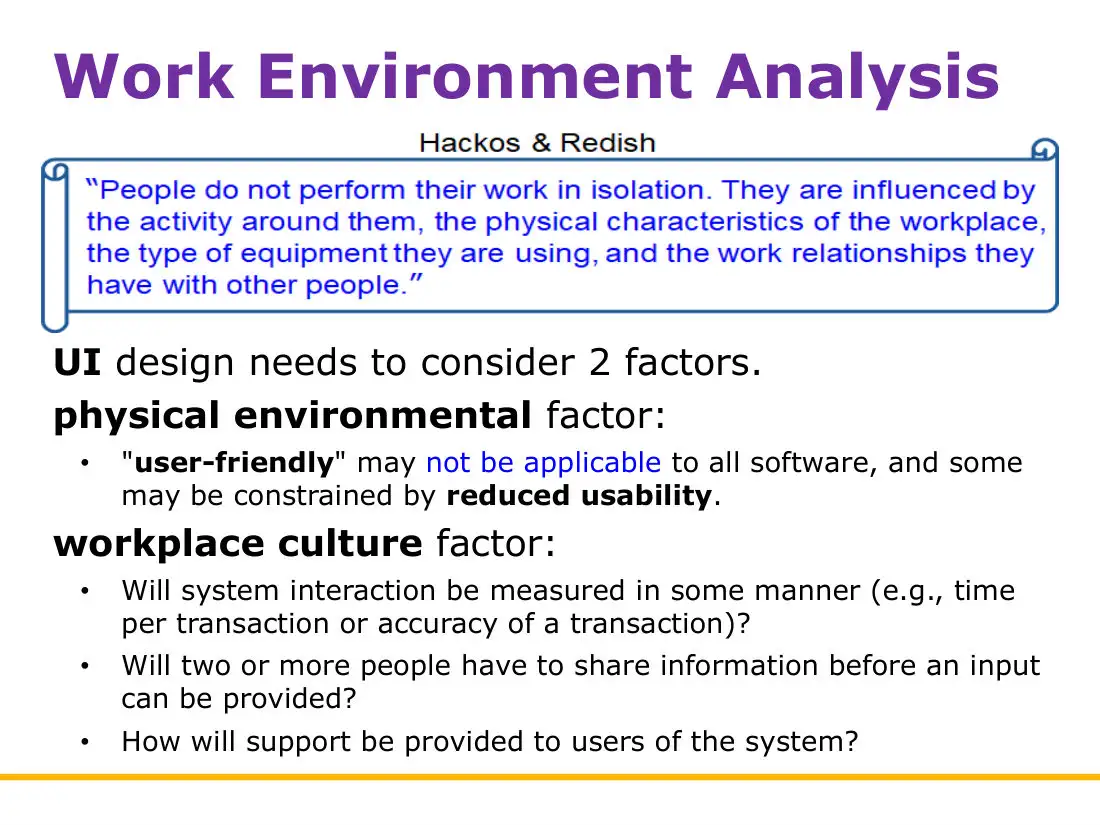 Work Environment Analysis
Hackos & Redish
“People do not perform their work in isolation. They are influenced by
the activity around them, the physical characteristics of the workplace,
the type of equipment they are using, and the work relationships they
have with other people.”
UI design needs to consider 2 factors.
physical environmental factor:
• "user-friendly" may not be applicable to all software, and some
may be constrained by reduced usability.
workplace culture factor:
• Will system interaction be measured in some manner (e.g., time
per transaction or accuracy of a transaction)?
• Will two or more people have to share information before an input
can be provided?
• How will support be provided to users of the system?